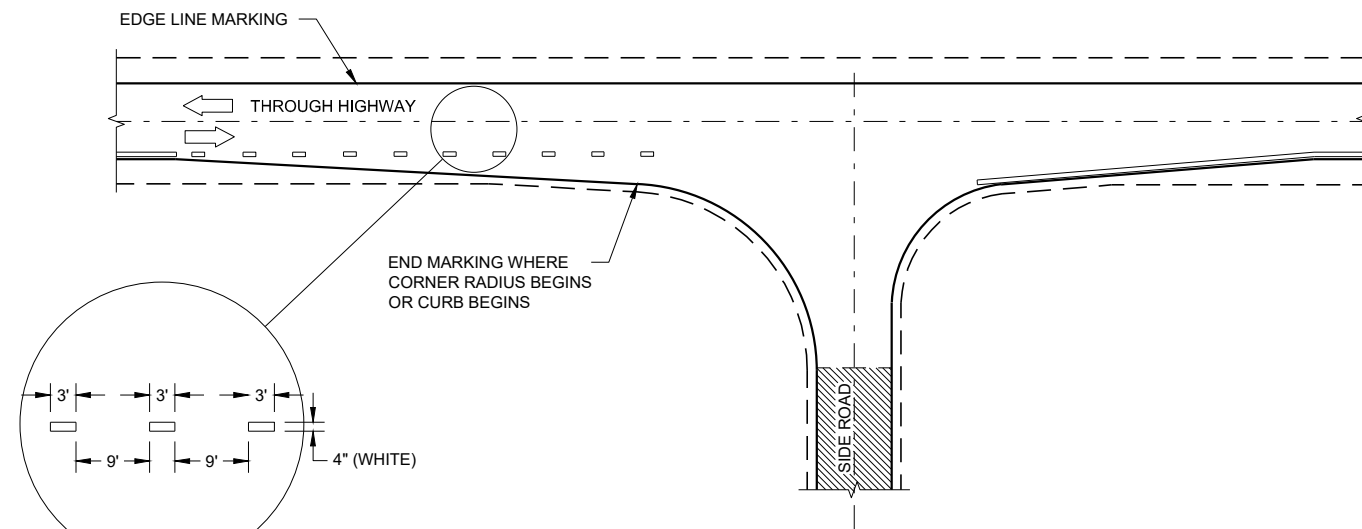 EDGE LINE MARKING
THROUGH HIGHWAY
END MARKING WHERE
CORNER RADIUS BEGINS
OR CURB BEGINS
3' 3' 3'
9' 9'
4" (WHITE)
SIDE ROAD